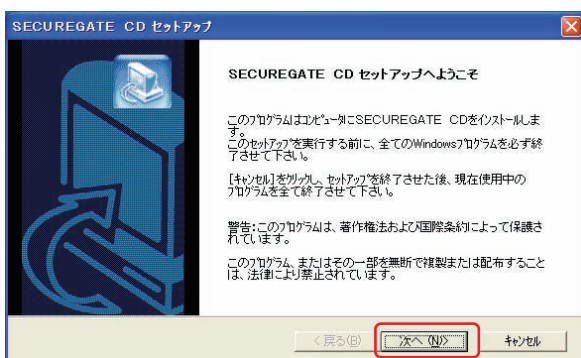 SECUREGATE CD セットアップ
SECUREGATE CD セットアップへようこそ
このプログラムはコンピュータにSECUREGATE CDをインストールしま
す。
このセットアップを実行する前に、全てのWindowsプログラムを必ず終
了させて下さい。
[キャンセル]をクリックし、セットアップを終了させた後、現在使用中の
プログラムを全て終了させて下さい。
警告:このプログラムは、著作権法および国際条約によって保護さ
れています。
このプログラム、またはその一部を無断で複製または配布すること
は、法律により禁止されています。
< 戻る(B)
次へ (N)>
キャンセル